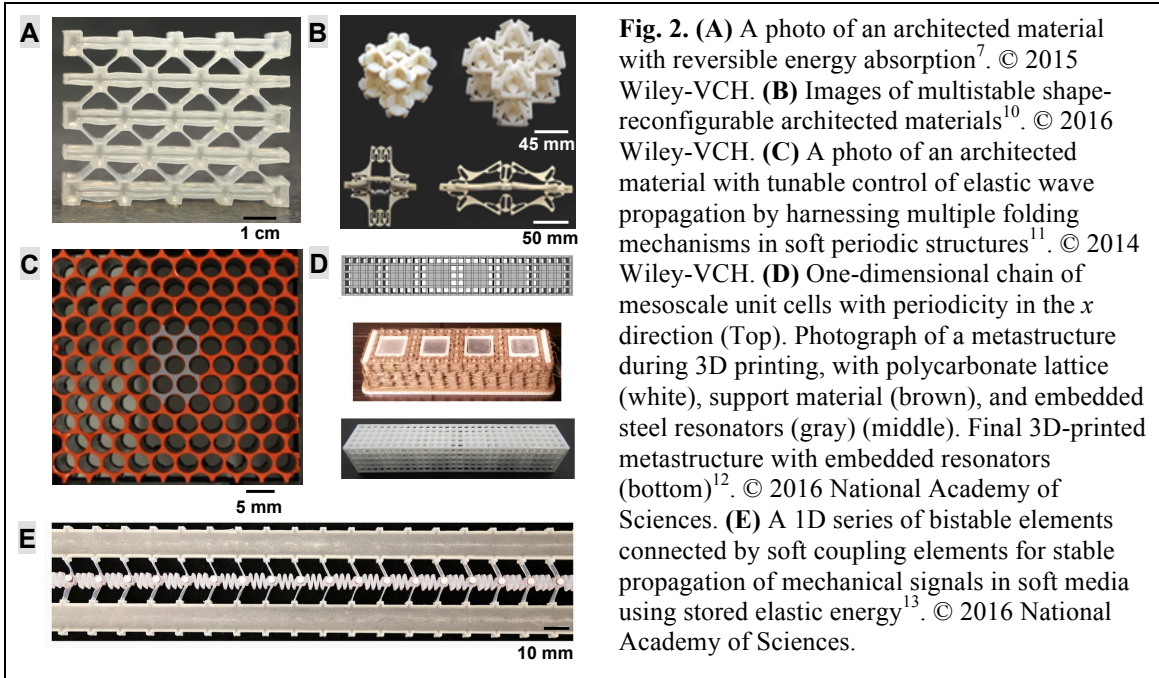 A
B
45 mm
1 cm
50 mm
C
D
5 mm
E
10 mm
Fig. 2. (A) A photo of an architected material
with reversible energy absorption7. © 2015
Wiley-VCH. (B) Images of multistable shape-
reconfigurable architected materials10. © 2016
Wiley-VCH. (C) A photo of an architected
material with tunable control of elastic wave
propagation by harnessing multiple folding
mechanisms in soft periodic structures11. © 2014
Wiley-VCH. (D) One-dimensional chain of
mesoscale unit cells with periodicity in the x
direction (Top). Photograph of a metastructure
during 3D printing, with polycarbonate lattice
(white), support material (brown), and embedded
steel resonators (gray) (middle). Final 3D-printed
metastructure with embedded resonators
(bottom)12. © 2016 National Academy of
Sciences. (E) A 1D series of bistable elements
connected by soft coupling elements for stable
propagation of mechanical signals in soft media
using stored elastic energy13. © 2016 National
Academy of Sciences.